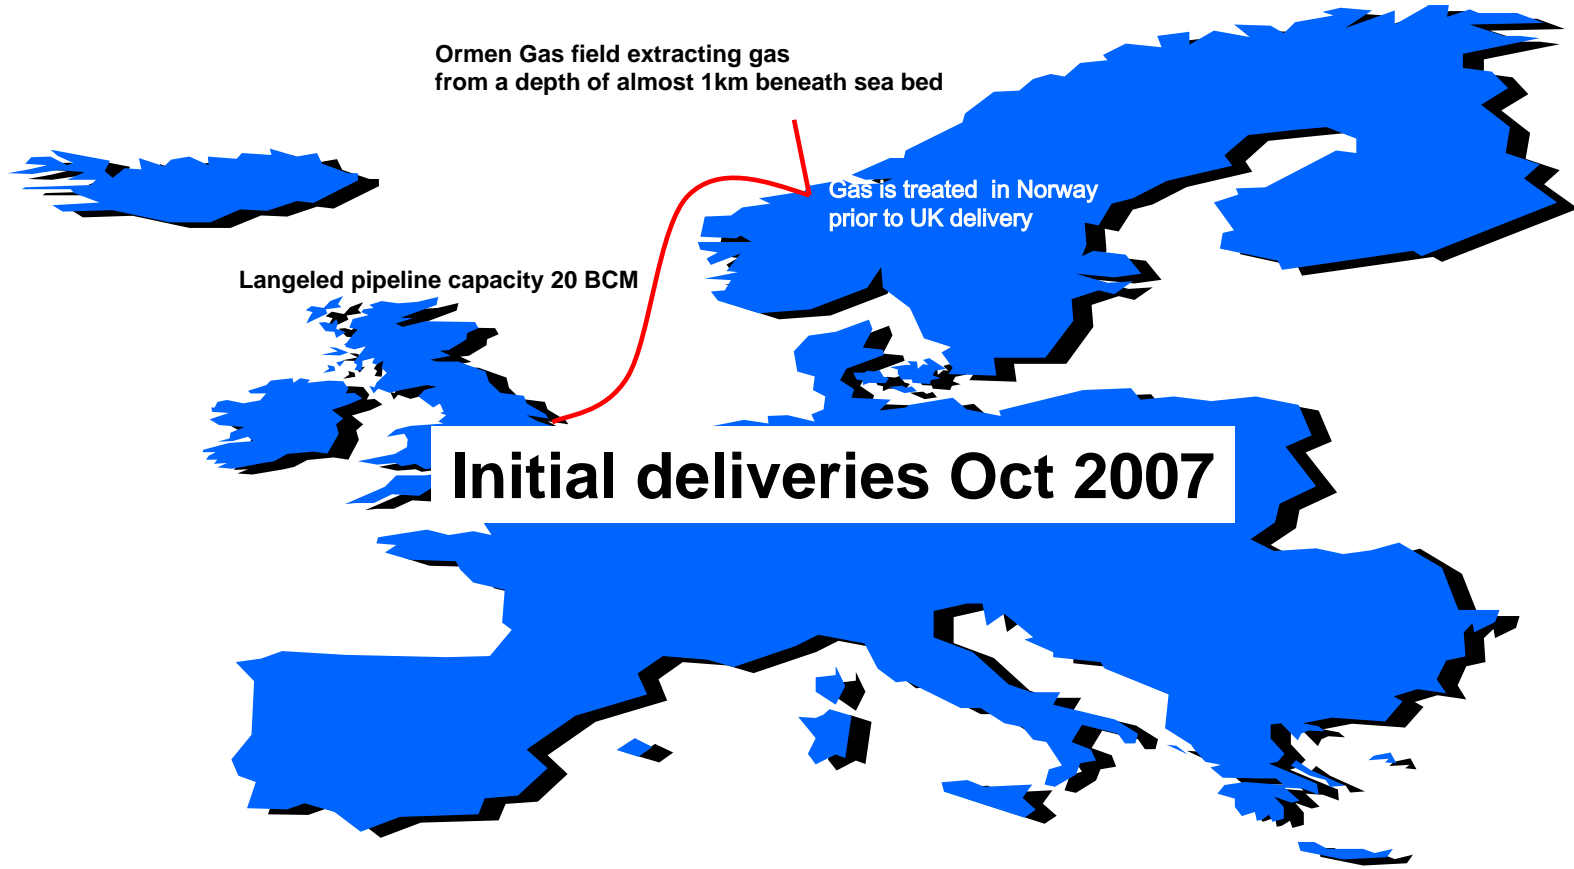 Ormen Gas field extracting gas
from a depth of almost 1km beneath sea bed
Gas is treated in Norway
prior to UK delivery
Langeled pipeline capacity 20 BCM
Initial deliveries Oct 2007